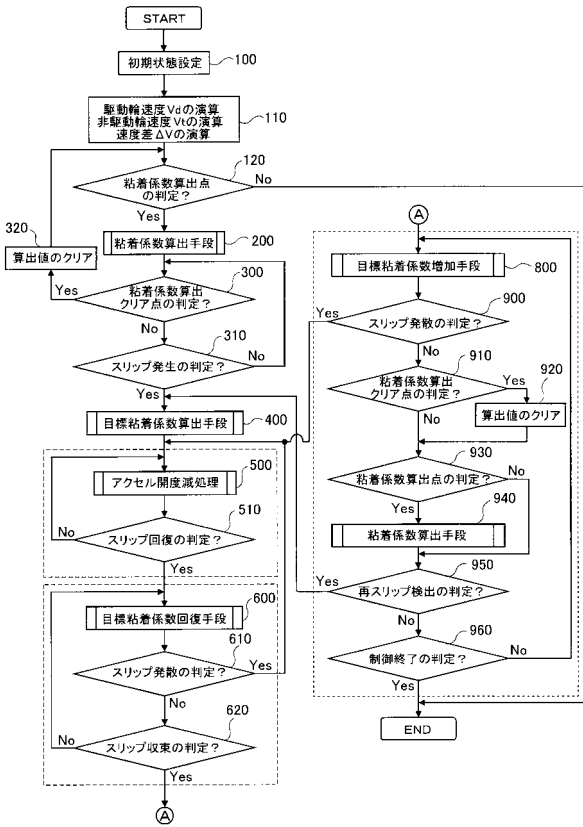 START
初期状態設定
100
駆動輪速度Vdの演算
非駆動輪速度Vtの演算
速度差ΔVの演算
110
120
粘着係数算出点
の判定？
No
Yes
320
算出値のクリア
粘着係数算出手段
200
300
粘着係数算出
クリア点の判定？
Yes
No
310
スリップ発生の判定？
No
Yes
目標粘着係数算出手段
400
アクセル開度減処理
500
510
スリップ回復の判定？
No
Yes
600
目標粘着係数回復手段
610
スリップ発散の判定？
Yes
No
620
スリップ収束の判定？
No
Yes
A
A
目標粘着係数増加手段
800
900
スリップ発散の判定？
Yes
No
910
粘着係数算出
クリア点の判定？
Yes
920
算出値のクリア
No
930
粘着係数算出点の判定？
No
Yes
940
粘着係数算出手段
950
再スリップ検出の判定？
Yes
No
960
制御終了の判定？
No
Yes
END